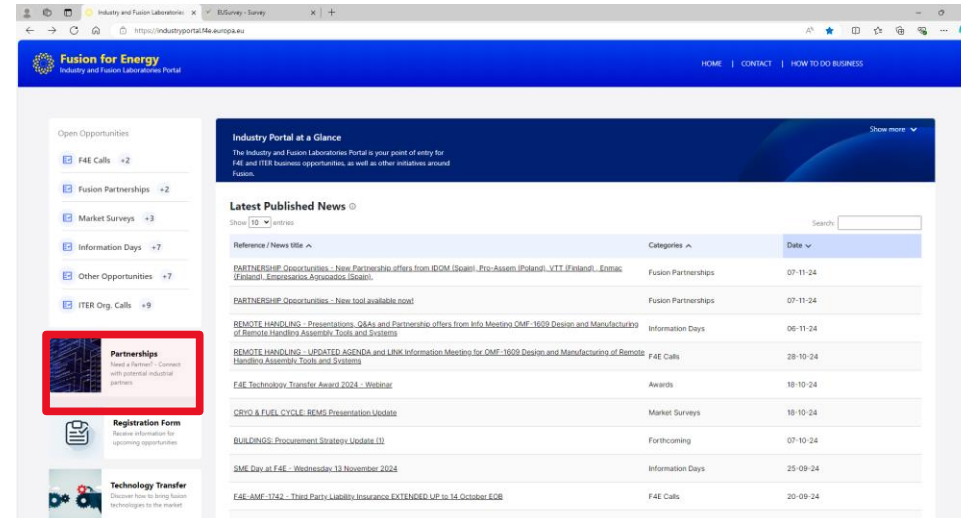 Industry and Fusion Laboratories
EUSurvey - Survey
https://industryportal.f4e.europa.eu
Fusion for Energy
Industry and Fusion Laboratories Portal
HOME | CONTACT | HOW TO DO BUSINESS
Open Opportunities
F4E Calls +2
Fusion Partnerships +2
Market Surveys +3
Information Days +7
Other Opportunities +7
ITER Org. Calls +9
Partnerships
Need a Partner? - Connect
with potential industrial
partners
Registration Form
Receive information for
upcoming opportunities
Technology Transfer
Discover how to bring fusion
technologies to the market
Industry Portal at a Glance
Show more
The Industry and Fusion Laboratories Portal is your point of entry for
F4E and ITER business opportunities, as well as other initiatives around
Fusion.
Latest Published News
Show 10 entries
Search:
Reference / News title Categories Date
PARTNERSHIP Opportunities - New Partnership offers from IDOM (Spain), Pro-Assem (Poland), VTT (Finland), Enmac
(Finland), Empresarios Agrupados (Spain). Fusion Partnerships 07-11-24
PARTNERSHIP Opportunities - New tool available now! Fusion Partnerships 07-11-24
REMOTE HANDLING - Presentations, Q&As and Partnership offers from Info Meeting OMF-1609 Design and Manufacturing
of Remote Handling Assembly Tools and Systems Information Days 06-11-24
REMOTE HANDLING - UPDATED AGENDA and LINK Information Meeting for OMF-1609 Design and Manufacturing of Remote
Handling Assembly Tools and Systems F4E Calls 28-10-24
F4E Technology Transfer Award 2024 - Webinar Awards 18-10-24
CRYO & FUEL CYCLE: REMS Presentation Update Market Surveys 18-10-24
BUILDINGS: Procurement Strategy Update (1) Forthcoming 07-10-24
SME Day at F4E - Wednesday 13 November 2024 Information Days 25-09-24
F4E-AMF-1742 - Third Party Liability Insurance EXTENDED UP to 14 October EOB F4E Calls 20-09-24